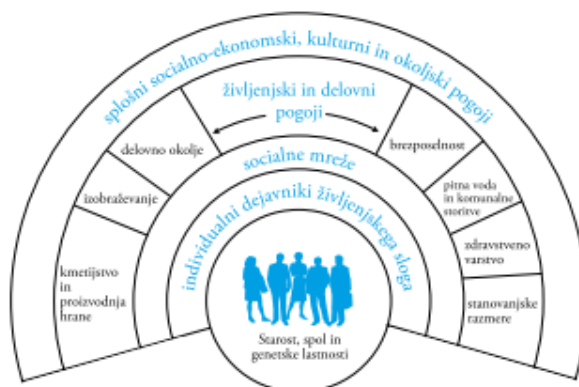 splošni socialno-ekonomski, kulturni in okoljski pogoji
življenjski in delovni
pogoji
delovno okolje
brezposelnost
socialne mreže
izobraževanje
pitna voda
in komunalne
storitve
individualni dejavniki življenjskega sloga
zdravstveno
varstvo
kmetijstvo
in
proizvodnja
hrane
stanovanjske
razmere
Starost, spol in
genetske lastnosti